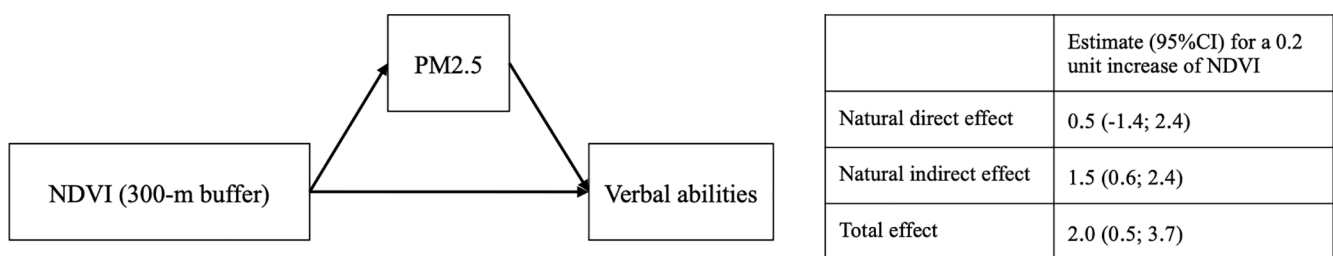 PM2.5
NDVI (300-m buffer)
Verbal abilities
Estimate (95%CI) for a 0.2
unit increase of NDVI
Natural direct effect
0.5 (-1.4; 2.4)
Natural indirect effect
1.5 (0.6; 2.4)
Total effect
2.0 (0.5; 3.7)